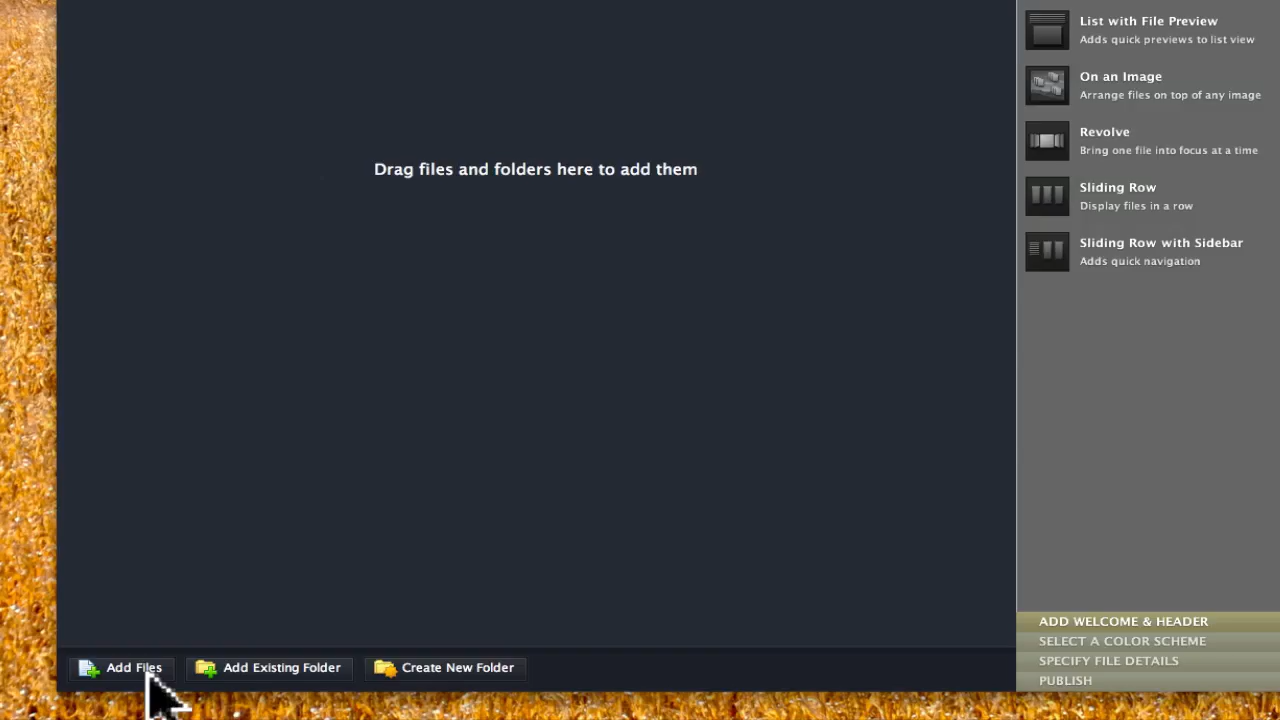 List with File Preview
Adds quick previews to list view
On an Image
Arrange files on top of any image
Revolve
Bring one file into focus at a time
Sliding Row
Display files in a row
Sliding Row with Sidebar
Adds quick navigation
Drag files and folders here to add them
ADD WELCOME & HEADER
SELECT A COLOR SCHEME
SPECIFY FILE DETAILS
PUBLISH
Add Files
Add Existing Folder
Create New Folder